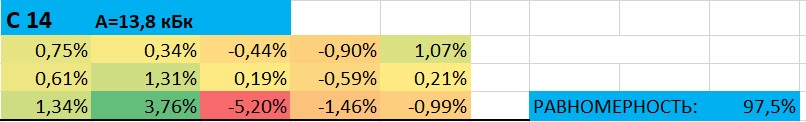 С 14 А=13,8 кБк
0,75% 0,34% -0,44% -0,90% 1,07%
0,61% 1,31% 0,19% -0,59% 0,21%
1,34% 3,76% -5,20% -1,46% -0,99% РАВНОМЕРНОСТЬ: 97,5%